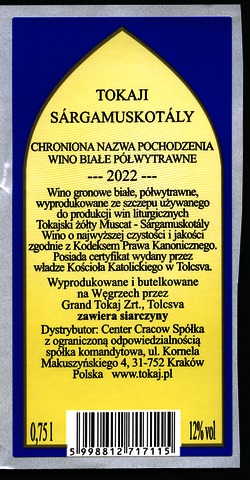 TOKAJI
SÁRGAMUSKOTÁLY
CHRONIONA NAZWA POCHODZENIA
WINO BIAŁE PÓŁWYTRAWNE
--- 2022 ---
Wino gronowe białe, półwytrawne,
wyprodukowane ze szczepu używanego
do produkcji win liturgicznych
Tokajski żółty Muscat - Sárgamuskotály
Wino o najwyższej czystości i jakości
zgodnie z Kodeksem Prawa Kanonicznego.
Posiada certyfikat wydany przez
władze Kościoła Katolickiego w Tolcsva.
Wyprodukowane i butelkowane
na Węgrzech przez
Grand Tokaj Zrt., Tolcsva
zawiera siarczyny
Dystrybutor: Center Cracow Spółka
z ograniczoną odpowiedzialnością
spółka komandytowa, ul. Kornela
Makuszyńskiego 4, 31-752 Kraków
Polska www.tokaj.pl
0,75 l
12% vol
5 998812 717115